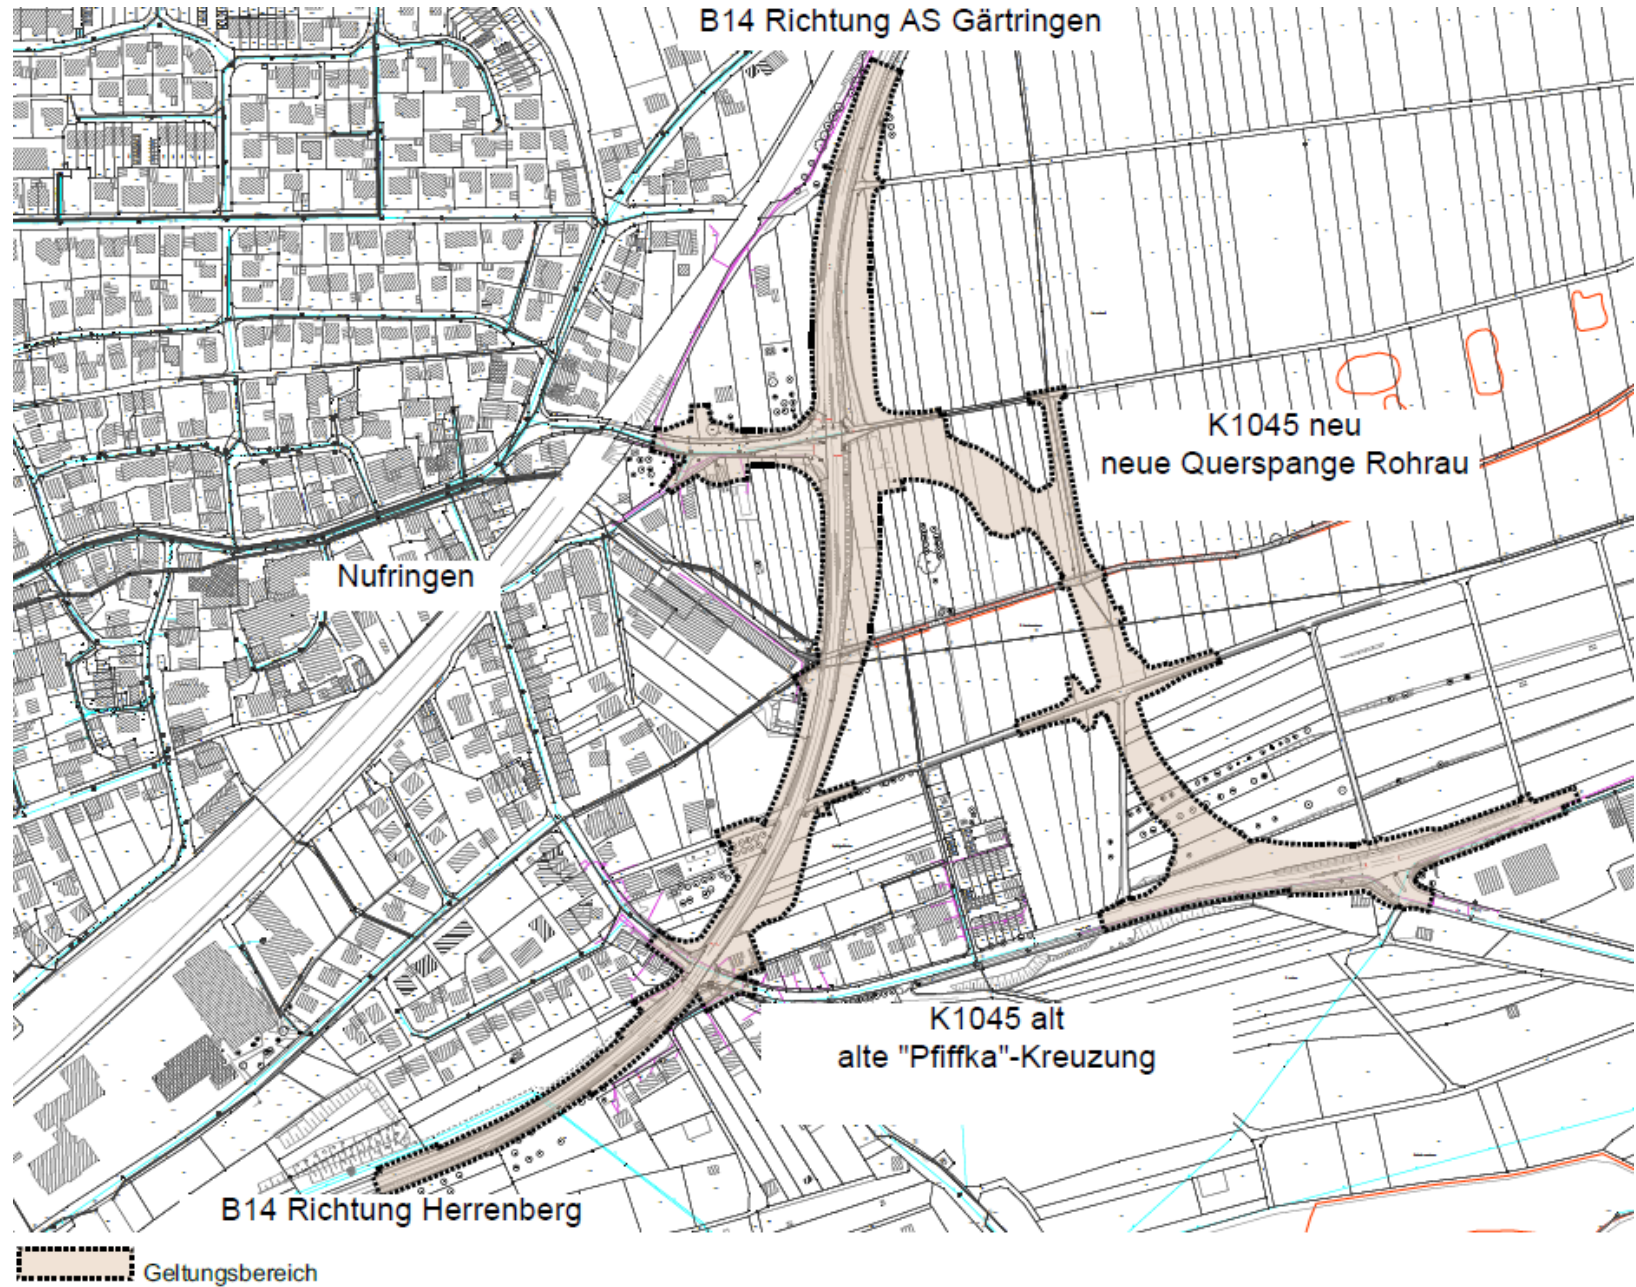 B14 Richtung AS Gärtringen
K1045 neu
neue Querspange Rohrau
Nufringen
K1045 alt
alte "Pfiffka"-Kreuzung
B14 Richtung Herrenberg
Geltungsbereich